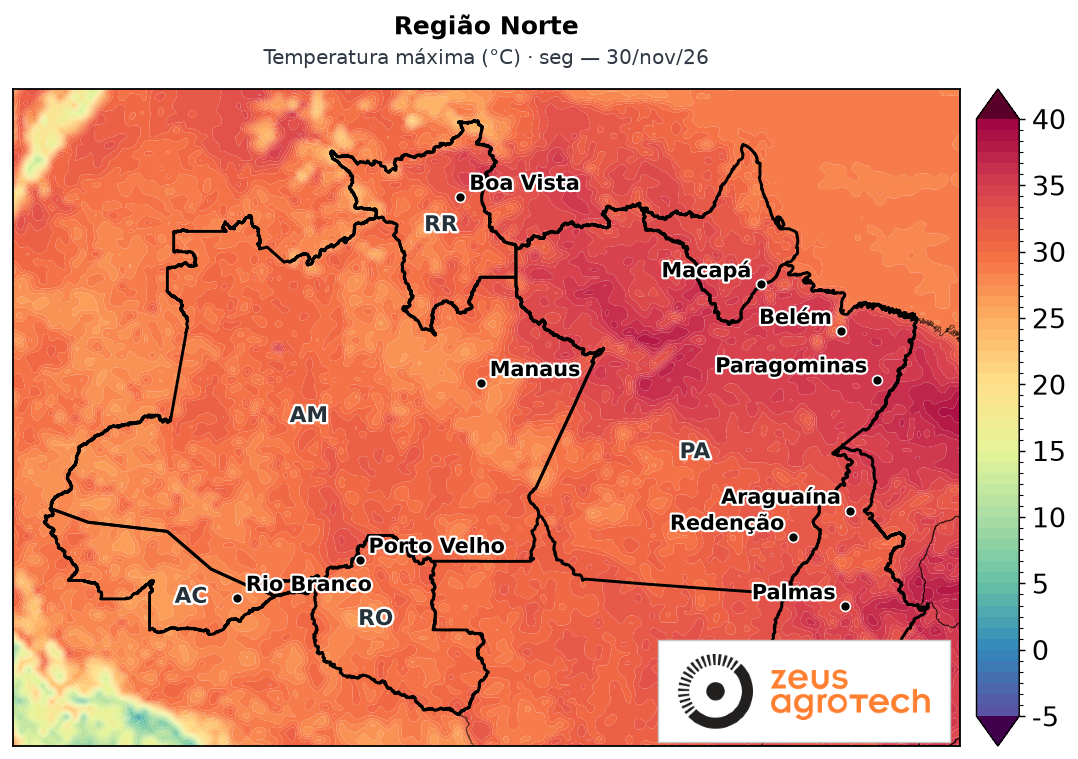 Região Norte
Temperatura máxima (°C) · seg — 30/nov/26
Boa Vista
RR
Macapá
Belém
Paragominas
Manaus
AM
PA
Araguaína
Redenção
Porto Velho
Rio Branco
AC
RO
Palmas
zeus
agrotech
40
35
30
25
20
15
10
5
0
-5